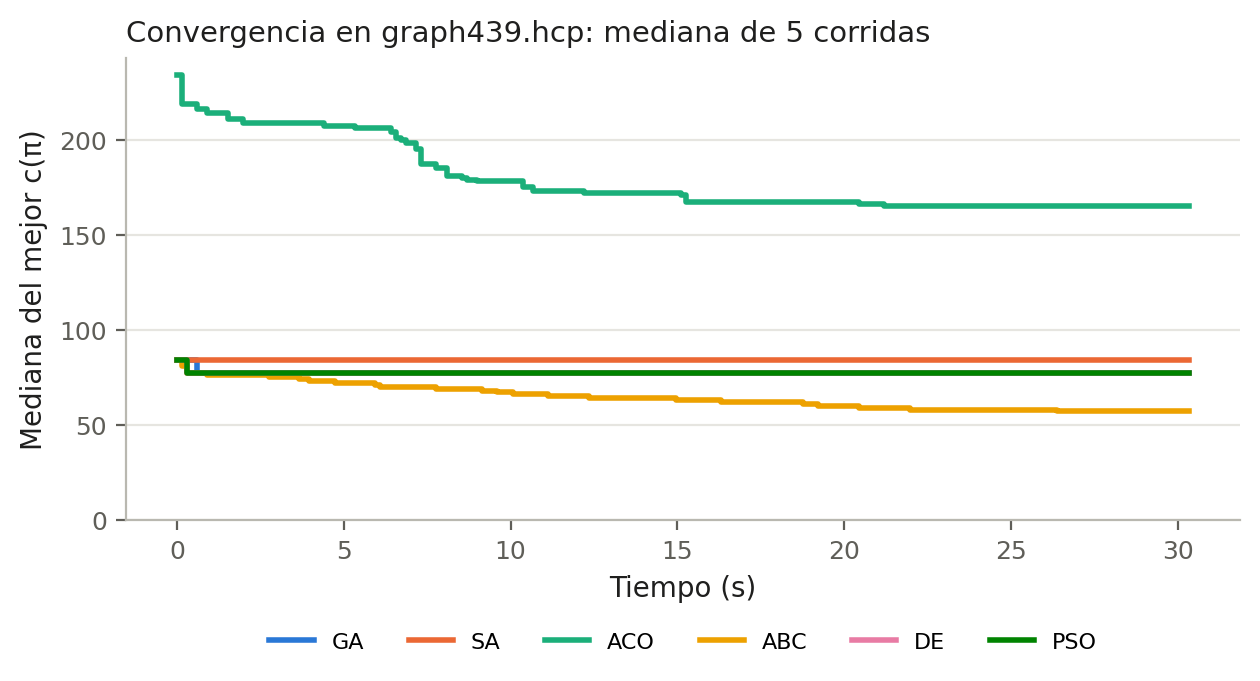 Convergencia en graph439.hcp: mediana de 5 corridas
Mediana del mejor c(π)
200
150
100
50
0
0 5 10 15 20 25 30
Tiempo (s)
GA SA ACO ABC DE PSO